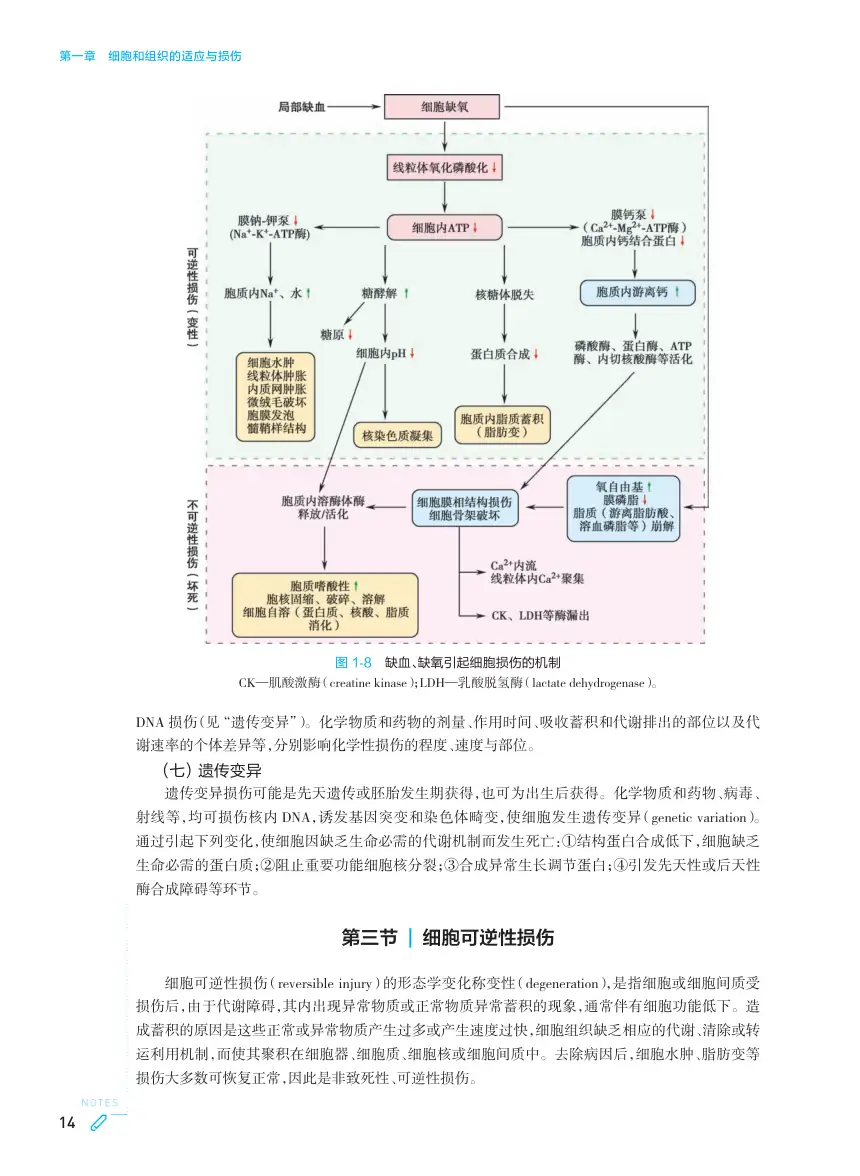 第一章 细胞和组织的适应与损伤
局部缺血
细胞缺氧
线粒体氧化磷酸化↓
膜钠-钾泵↓
(Na⁺-K⁺-ATP酶)
细胞内ATP↓
膜钙泵↓
（Ca²⁺-Mg²⁺-ATP酶）
胞质内钙结合蛋白↓
可逆性损伤（变性）
胞质内Na⁺、水↑
糖酵解 ↑
核糖体脱失
胞质内游离钙 ↑
糖原↓
细胞内pH↓
蛋白质合成↓
磷酸酶、蛋白酶、ATP
酶、内切核酸酶等活化
细胞水肿
线粒体肿胀
内质网肿胀
微绒毛破坏
胞膜发泡
髓鞘样结构
核染色质凝集
胞质内脂质蓄积
（脂肪变）
不可逆性损伤（坏死）
胞质内溶酶体酶
释放/活化
细胞膜相结构损伤
细胞骨架破坏
氧自由基↑
膜磷脂↓
脂质（游离脂肪酸、
溶血磷脂等）崩解
Ca²⁺内流
线粒体内Ca²⁺聚集
CK、LDH等酶漏出
胞质嗜酸性↑
胞核固缩、破碎、溶解
细胞自溶（蛋白质、核酸、脂质
消化）
图 1-8 缺血、缺氧引起细胞损伤的机制
CK—肌酸激酶（creatine kinase）；LDH—乳酸脱氢酶（lactate dehydrogenase）。
DNA 损伤（见“遗传变异”）。化学物质和药物的剂量、作用时间、吸收蓄积和代谢排出的部位以及代
谢速率的个体差异等，分别影响化学性损伤的程度、速度与部位。
（七）遗传变异
遗传变异损伤可能是先天遗传或胚胎发生期获得，也可为出生后获得。化学物质和药物、病毒、
射线等，均可损伤核内 DNA，诱发基因突变和染色体畸变，使细胞发生遗传变异（genetic variation）。
通过引起下列变化，使细胞因缺乏生命必需的代谢机制而发生死亡：①结构蛋白合成低下，细胞缺乏
生命必需的蛋白质；②阻止重要功能细胞核分裂；③合成异常生长调节蛋白；④引发先天性或后天性
酶合成障碍等环节。
第三节 | 细胞可逆性损伤
细胞可逆性损伤（reversible injury）的形态学变化称变性（degeneration），是指细胞或细胞间质受
损伤后，由于代谢障碍，其内出现异常物质或正常物质异常蓄积的现象，通常伴有细胞功能低下。造
成蓄积的原因是这些正常或异常物质产生过多或产生速度过快，细胞组织缺乏相应的代谢、清除或转
运利用机制，而使其聚积在细胞器、细胞质、细胞核或细胞间质中。去除病因后，细胞水肿、脂肪变等
损伤大多数可恢复正常，因此是非致死性、可逆性损伤。
NOTES
14